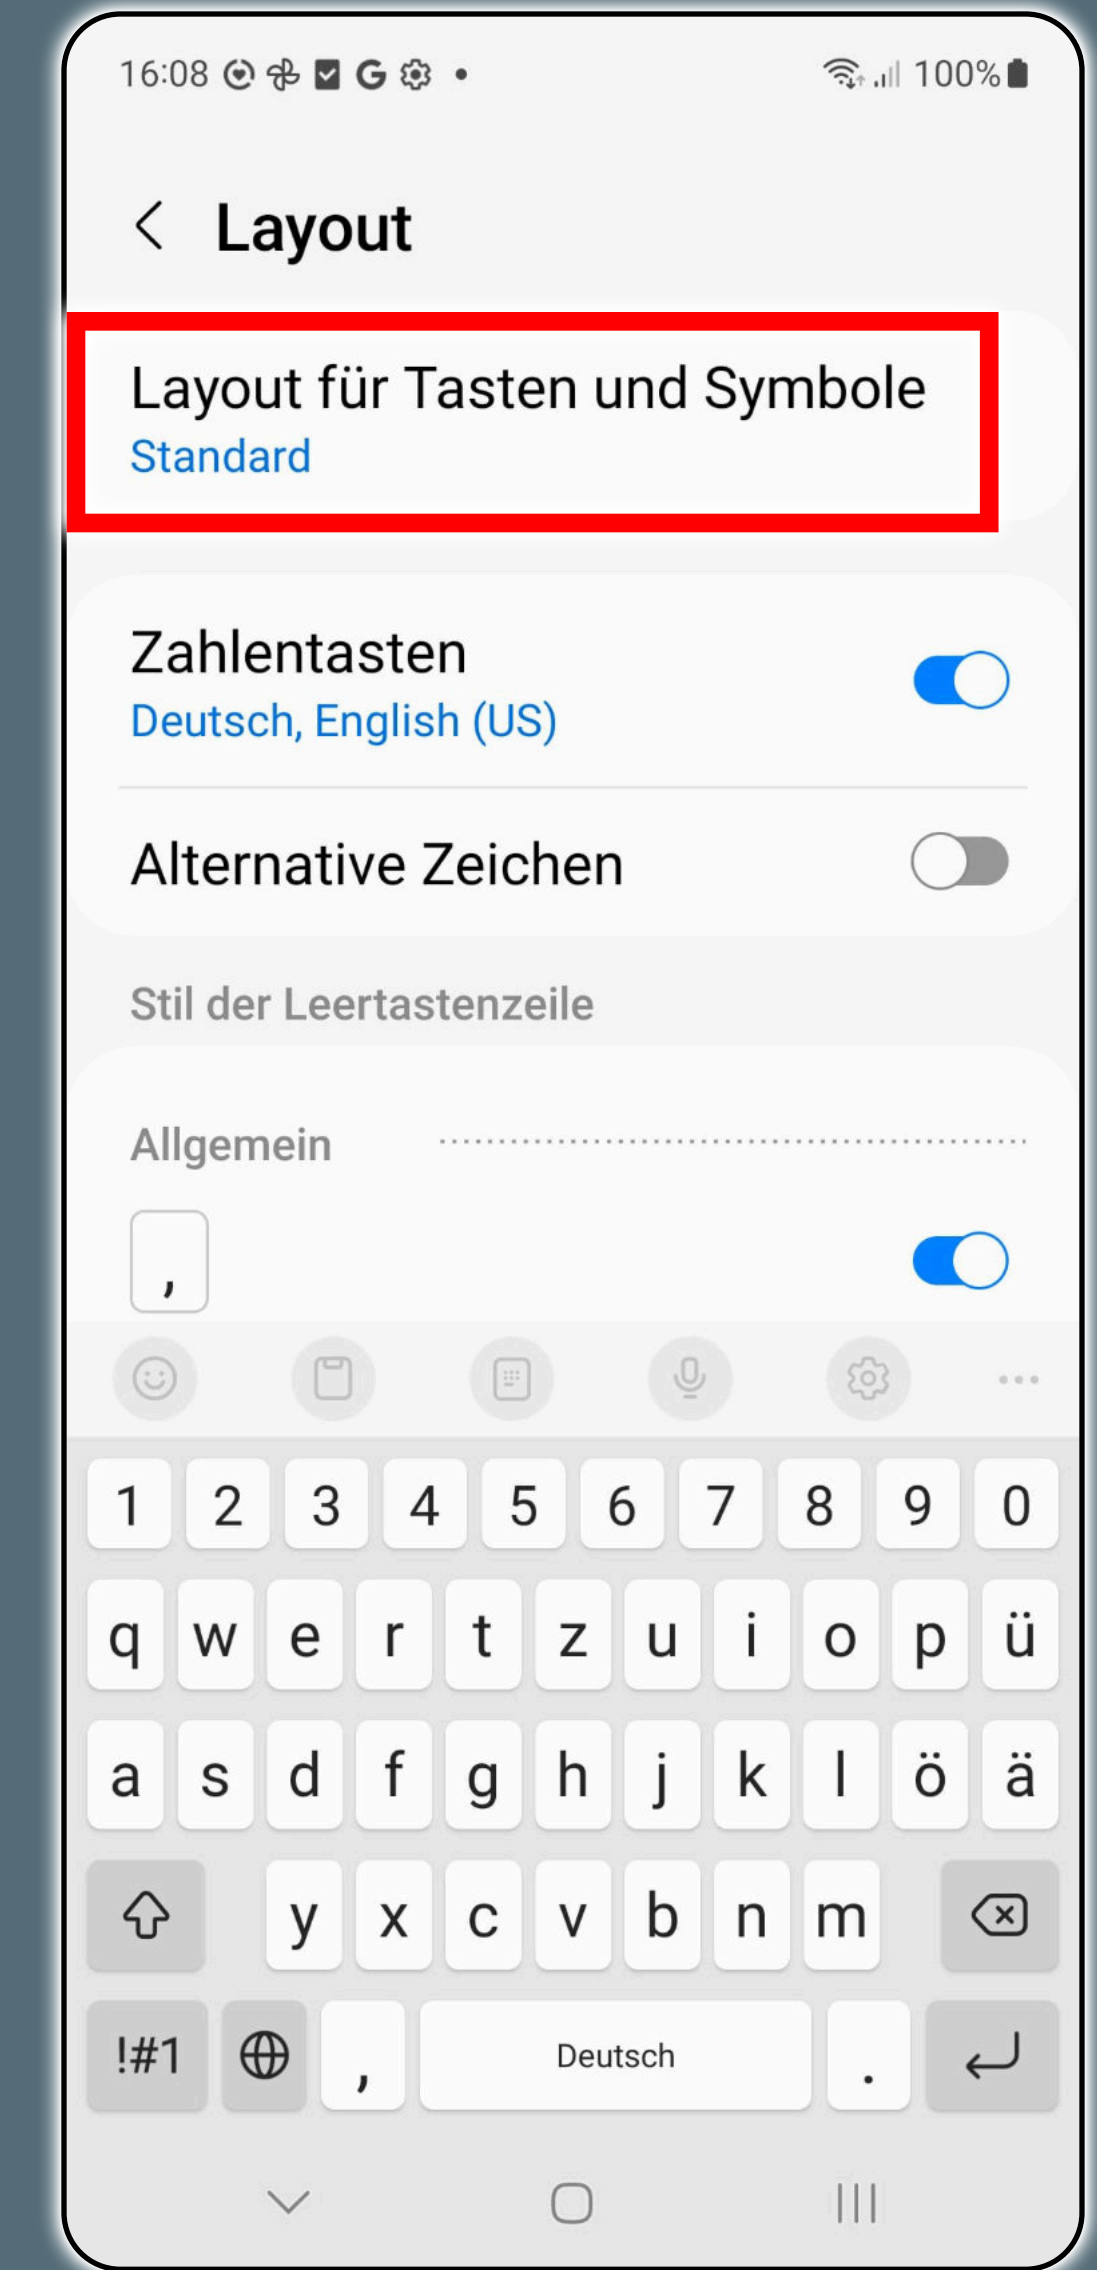 16:08 G 100%
Layout
Layout für Tasten und Symbole
Standard
Zahlentasten
Deutsch, English (US)
Alternative Zeichen
Stil der Leertastenzeile
Allgemein
,
1 2 3 4 5 6 7 8 9 0
q w e r t z u i o p ü
a s d f g h j k l ö ä
y x c v b n m
!#1 , Deutsch .